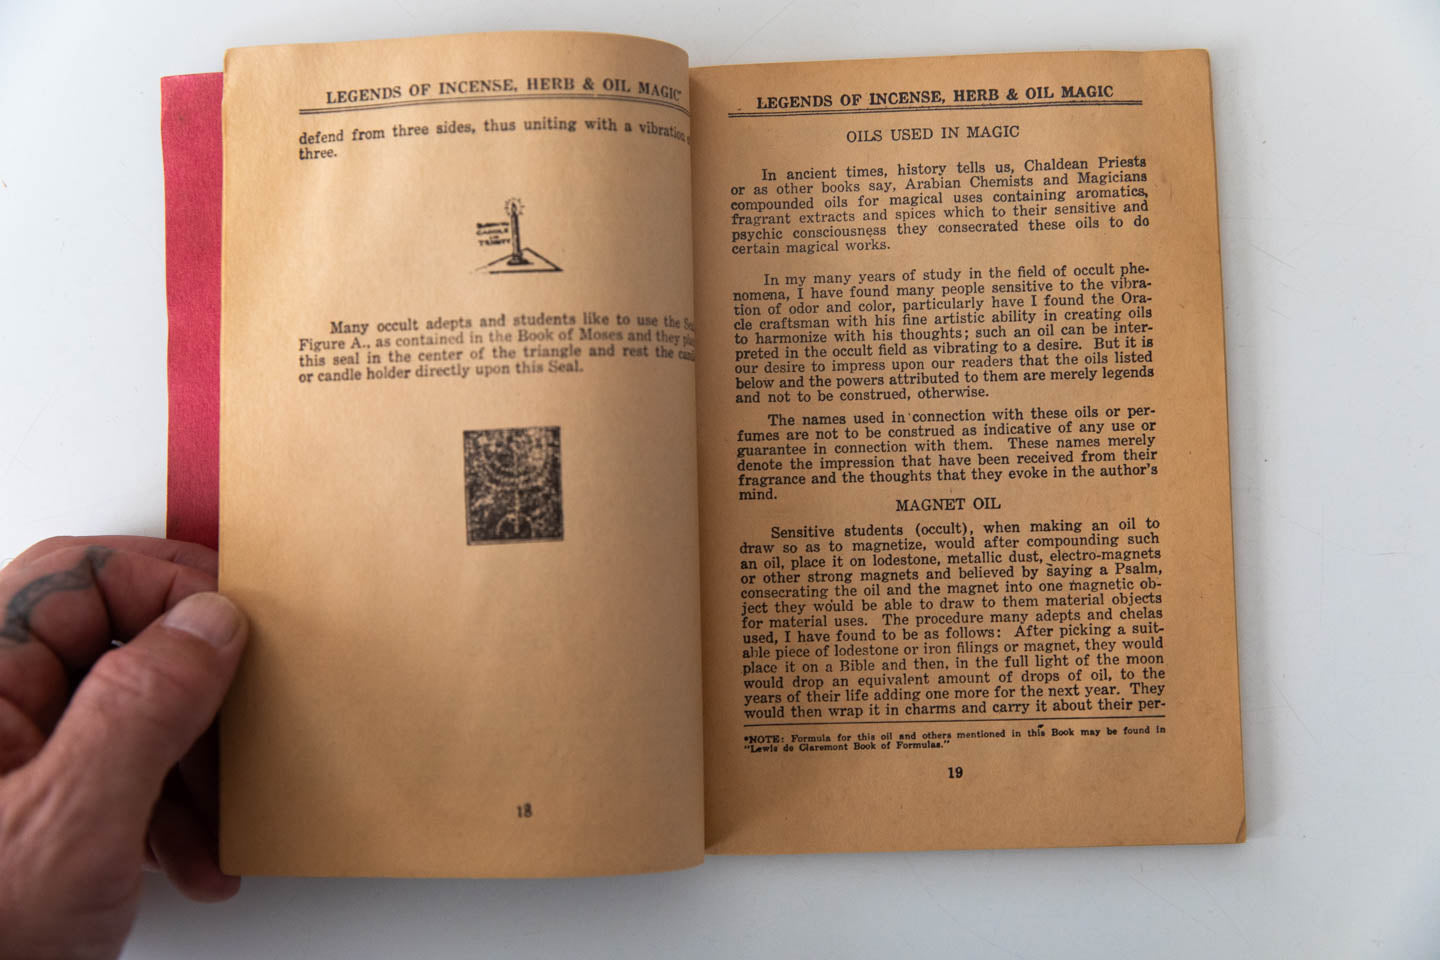 LEGENDS OF INCENSE, HERB & OIL MAGIC
defend from three sides, thus uniting with a vibration
three.
CANDLE
IN
TRINITY
Many occult adepts and students like to use the Seal
Figure A., as contained in the Book of Moses and they
this seal in the center of the triangle and rest the
or candle holder directly upon this Seal.
18
LEGENDS OF INCENSE, HERB & OIL MAGIC
OILS USED IN MAGIC
In ancient times, history tells us, Chaldean Priests
or as other books say, Arabian Chemists and Magicians
compounded oils for magical uses containing aromatics,
fragrant extracts and spices which to their sensitive and
psychic consciousness they consecrated these oils to do
certain magical works.
In my many years of study in the field of occult phe-
nomena, I have found many people sensitive to the vibra-
tion of odor and color, particularly have I found the Ora-
cle craftsman with his fine artistic ability in creating oils
to harmonize with his thoughts; such an oil can be inter-
preted in the occult field as vibrating to a desire. But it is
our desire to impress upon our readers that the oils listed
below and the powers attributed to them are merely legends
and not to be construed, otherwise.
The names used in connection with these oils or per-
fumes are not to be construed as indicative of any use or
guarantee in connection with them. These names merely
denote the impression that have been received from their
fragrance and the thoughts that they evoke in the author's
mind.
MAGNET OIL
Sensitive students (occult), when making an oil to
draw so as to magnetize, would after compounding such
an oil, place it on lodestone, metallic dust, electro-magnets
or other strong magnets and believed by saying a Psalm,
consecrating the oil and the magnet into one magnetic ob-
ject they would be able to draw to them material objects
for material uses. The procedure many adepts and chelas
used, I have found to be as follows: After picking a suit-
able piece of lodestone or iron filings or magnet, they would
place it on a Bible and then, in the full light of the moon
would drop an equivalent amount of drops of oil, to the
years of their life adding one more for the next year. They
would then wrap it in charms and carry it about their per-
*NOTE: Formula for this oil and others mentioned in this Book may be found in
"Lewis de Claremont Book of Formulas."
19